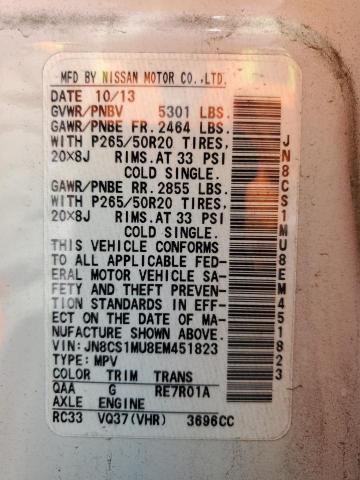 MFD BY NISSAN MOTOR CO.,LTD.
DATE 10/13
GVWR/PNBV 5301 LBS.
GAWR/PNBE FR. 2464 LBS.
WITH P265/50R20 TIRES,
20X8J RIMS.AT 33 PSI
COLD SINGLE.
GAWR/PNBE RR. 2855 LBS.
WITH P265/50R20 TIRES,
20X8J RIMS.AT 33 PSI
COLD SINGLE.
THIS VEHICLE CONFORMS
TO ALL APPLICABLE FED-
ERAL MOTOR VEHICLE SA-
FETY AND THEFT PREVEN-
TION STANDARDS IN EFF-
ECT ON THE DATE OF MA-
NUFACTURE SHOWN ABOVE.
VIN: JN8CS1MU8EM451823
TYPE: MPV
COLOR TRIM TRANS
QAA G RE7R01A
AXLE ENGINE
RC33 VQ37(VHR) 3696CC
JN8CS1MU8EM451823